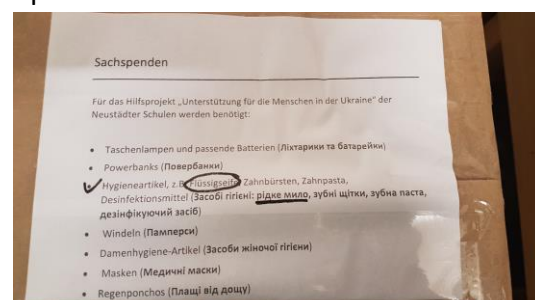 Sachspenden
Für das Hilfsprojekt „Unterstützung für die Menschen in der Ukraine“ der
Neustädter Schulen werden benötigt:
• Taschenlampen und passende Batterien (Ліхтарики та батарейки)
• Powerbanks (Повербанки)
Hygieneartikel, z.B. Flüssigseife, Zahnbürsten, Zahnpasta,
Desinfektionsmittel (Засобі гігієні: рідке мило, зубні щітки, зубна паста,
дезінфікуючий засіб)
• Windeln (Памперси)
• Damenhygiene-Artikel (Засоби жіночої гігієни)
• Masken (Медичні маски)
• Regenponchos (Плащі від дощу)